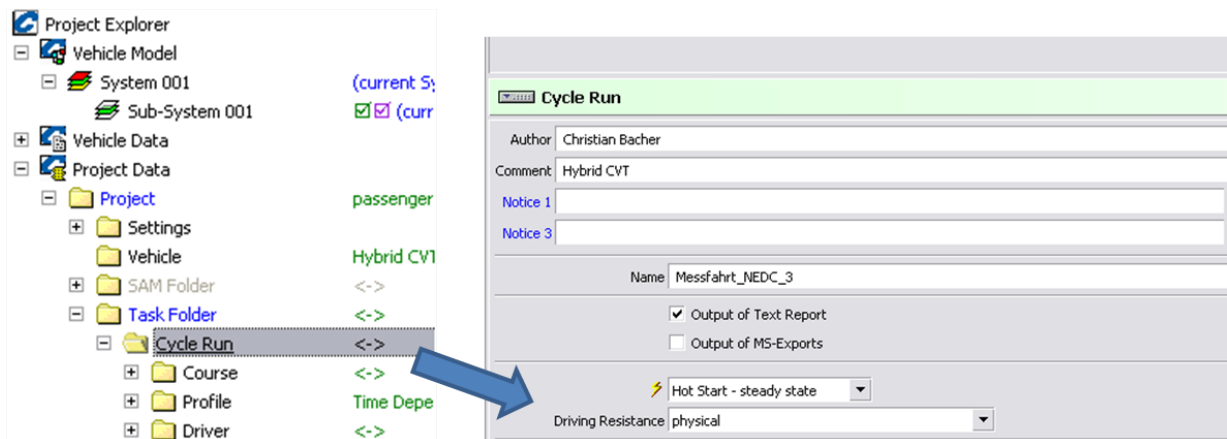 Project Explorer
Vehicle Model
System 001 (current Sy
Sub-System 001 (curr
Vehicle Data
Project Data
Project passenger
Settings
Vehicle Hybrid CVT
SAM Folder <->
Task Folder <->
Cycle Run <->
Course <->
Profile Time Depe
Driver <->
Cycle Run
Author Christian Bacher
Comment Hybrid CVT
Notice 1
Notice 3
Name Messfahrt_NEDC_3
Output of Text Report
Output of MS-Exports
Hot Start - steady state
Driving Resistance physical